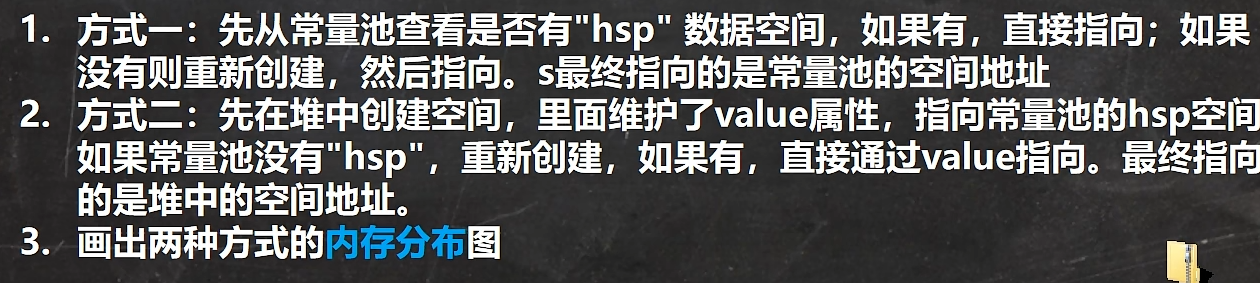 1. 方式一：先从常量池查看是否有"hsp" 数据空间，如果有，直接指向；如果
没有则重新创建，然后指向。s最终指向的是常量池的空间地址
2. 方式二：先在堆中创建空间，里面维护了value属性，指向常量池的hsp空间
如果常量池没有"hsp"，重新创建，如果有，直接通过value指向。最终指向
的是堆中的空间地址。
3. 画出两种方式的内存分布图